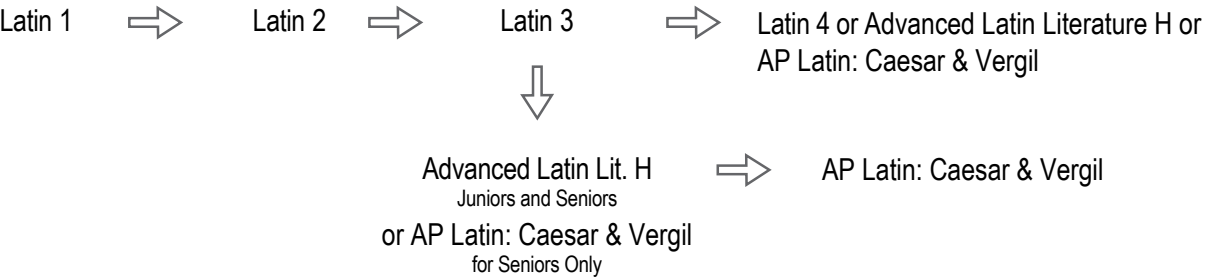 Latin 1
Latin 2
Latin 3
Latin 4 or Advanced Latin Literature H or
AP Latin: Caesar & Vergil
Advanced Latin Lit. H
Juniors and Seniors
or AP Latin: Caesar & Vergil
for Seniors Only
AP Latin: Caesar & Vergil